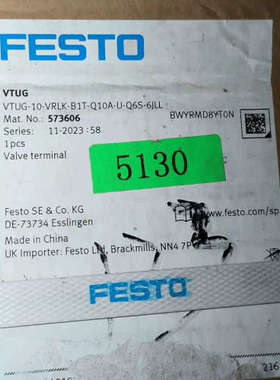 FESTO
VTUG
VTUG-10-VRLK-B1T-Q10A-U-Q6S-6JLL
Mat. No.: 573606
BWYRMD8YT0N
Series: 11-2023 : 58
1pcs
Valve terminal
5130
Festo SE & Co. KG
DE-73734 Esslingen
www.festo.com/sp
Made in China
UK Importer: Festo Ltd, Brackmills, NN4 7P
FESTO